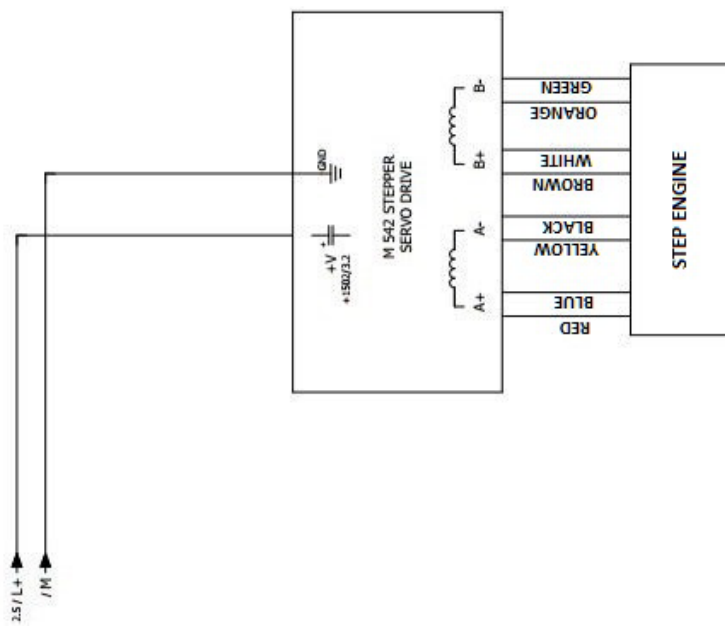 B-
GREEN
ORANGE
B+
WHITE
BROWN
GND
M 542 STEPPER
SERVO DRIVE
STEP ENGINE
A-
BLACK
YELLOW
+
+V
+1S02/3.2
A+
BLUE
RED
2.5 / L+
/ M